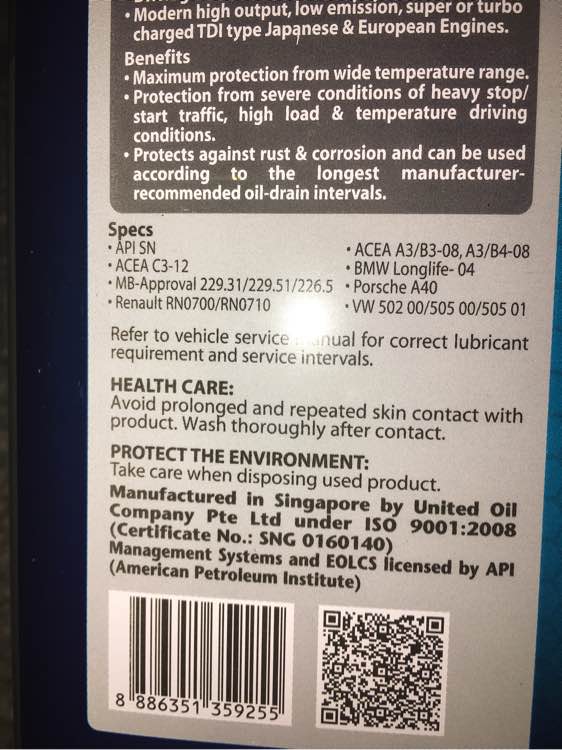 • Modern high output, low emission, super or turbo
charged TDI type Japanese & European Engines.
Benefits
• Maximum protection from wide temperature range.
• Protection from severe conditions of heavy stop/
start traffic, high load & temperature driving
conditions.
• Protects against rust & corrosion and can be used
according to the longest manufacturer-
recommended oil-drain intervals.
Specs
• API SN
• ACEA C3-12
• MB-Approval 229.31/229.51/226.5
• Renault RN0700/RN0710
• ACEA A3/B3-08, A3/B4-08
• BMW Longlife- 04
• Porsche A40
• VW 502 00/505 00/505 01
Refer to vehicle service nual for correct lubricant
requirement and service intervals.
HEALTH CARE:
Avoid prolonged and repeated skin contact with
product. Wash thoroughly after contact.
PROTECT THE ENVIRONMENT:
Take care when disposing used product.
Manufactured in Singapore by United Oil
Company Pte Ltd under ISO 9001:2008
(Certificate No.: SNG 0160140)
Management Systems and EOLCS licensed by API
(American Petroleum Institute)
8 886351 359255